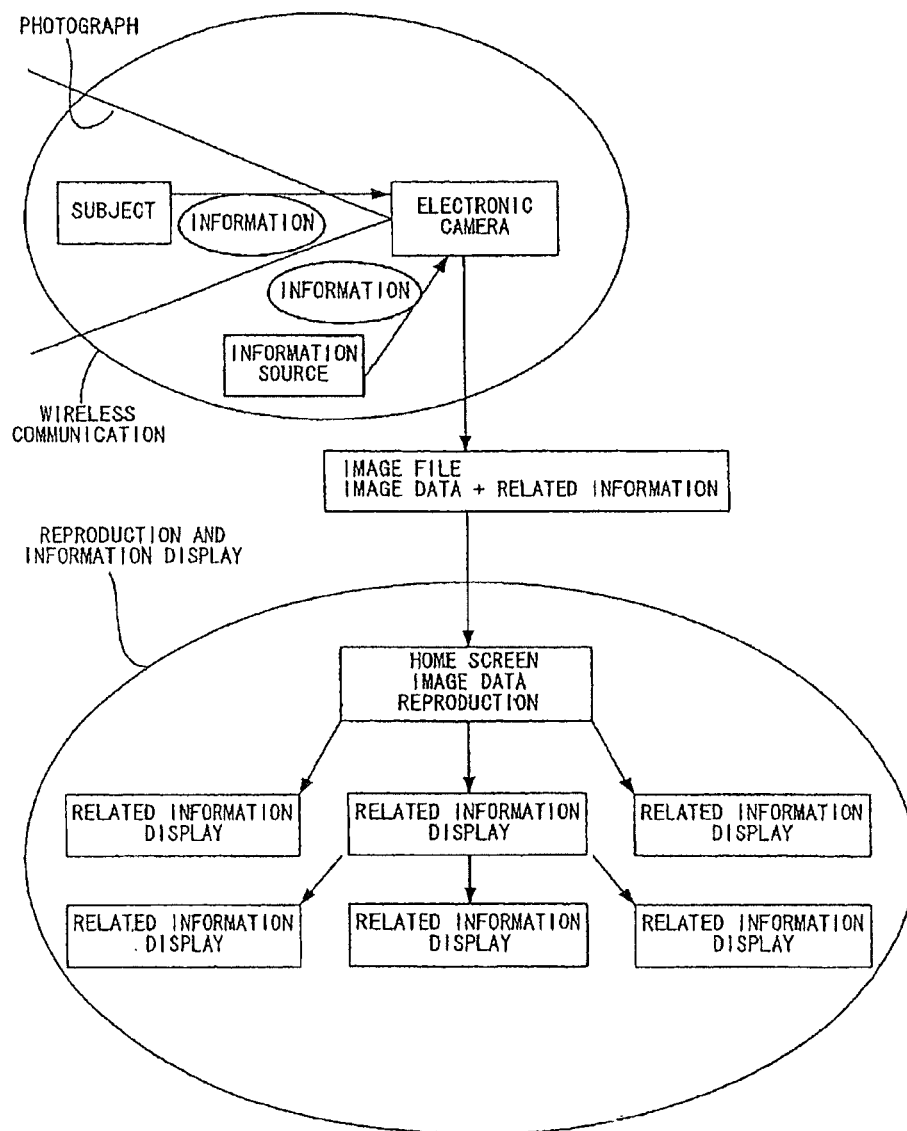 PHOTOGRAPH
SUBJECT
INFORMATION
ELECTRONIC
CAMERA
INFORMATION
INFORMATION
SOURCE
WIRELESS
COMMUNICATION
IMAGE FILE
IMAGE DATA + RELATED INFORMATION
REPRODUCTION AND
INFORMATION DISPLAY
HOME SCREEN
IMAGE DATA
REPRODUCTION
RELATED INFORMATION
DISPLAY
RELATED INFORMATION
DISPLAY
RELATED INFORMATION
DISPLAY
RELATED INFORMATION
DISPLAY
RELATED INFORMATION
DISPLAY
RELATED INFORMATION
DISPLAY